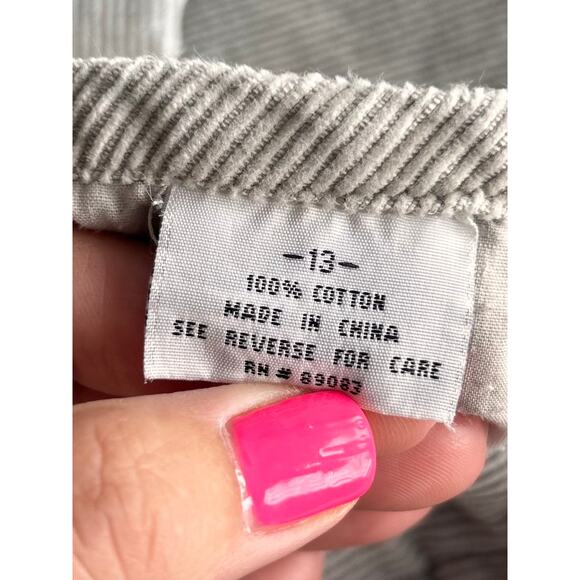 -13-
100% COTTON
MADE IN CHINA
SEE REVERSE FOR CARE
RN # 89083